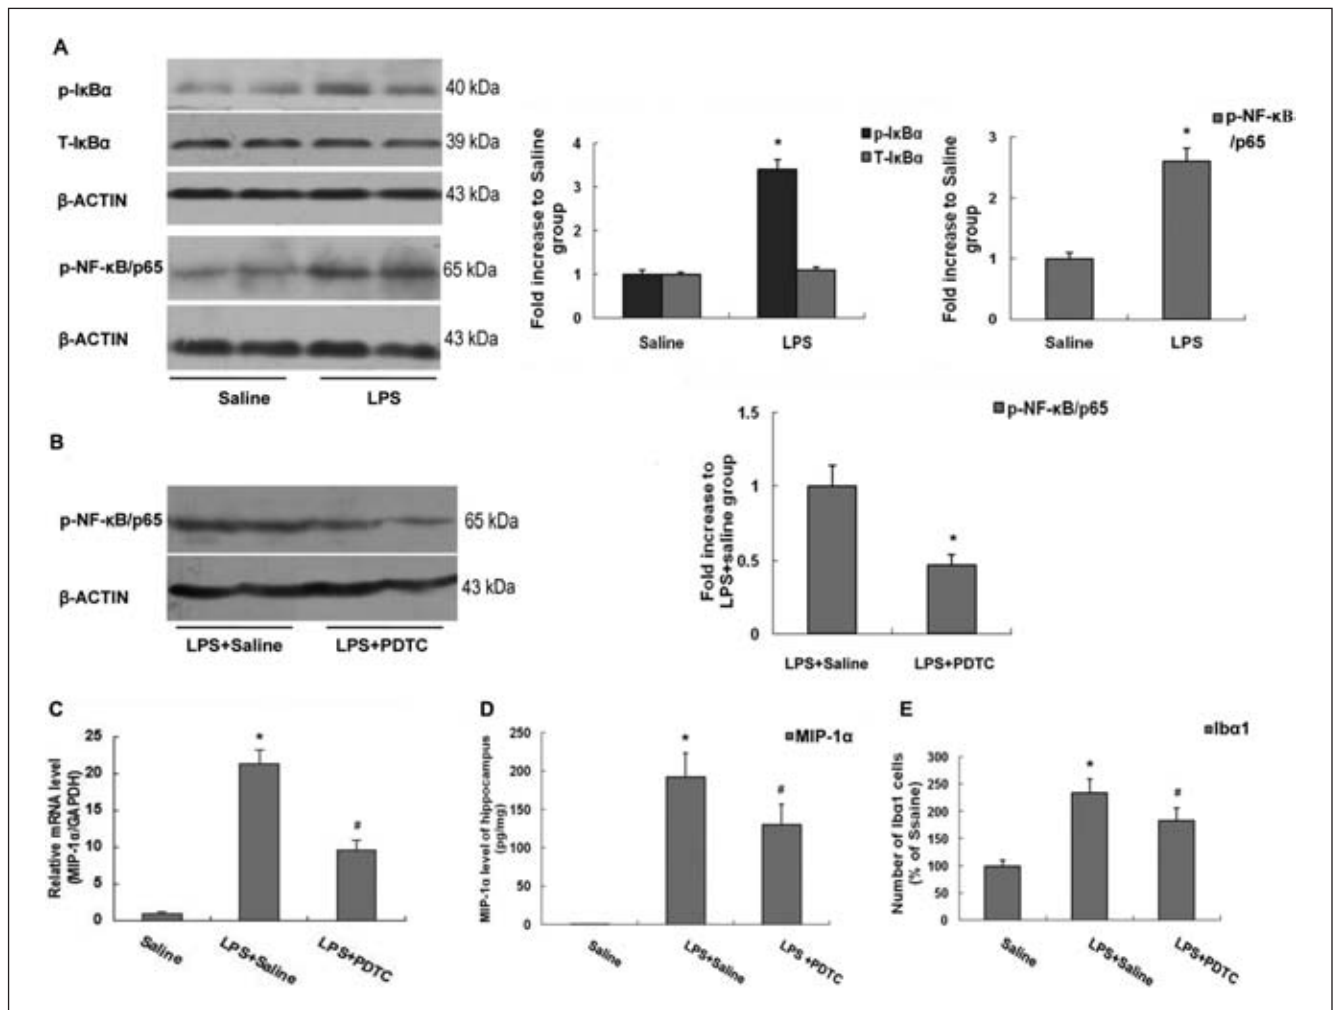 A
p-IκBα
40 kDa
T-IκBα
39 kDa
β-ACTIN
43 kDa
p-NF-κB/p65
65 kDa
β-ACTIN
43 kDa
Saline
LPS
Fold increase to Saline
group
4
3
2
1
0
*
p-IκBα
T-IκBα
Saline
LPS
Fold increase to Saline
group
3
2
1
0
*
p-NF-κB
/p65
Saline
LPS
B
p-NF-κB/p65
65 kDa
β-ACTIN
43 kDa
LPS+Saline
LPS+PDTC
Fold increase to
LPS+saline group
1.5
1
0.5
0
*
p-NF-κB/p65
LPS+Saline
LPS+PDTC
C
Relative mRNA level
(MIP-1α/GAPDH)
25
20
15
10
5
0
*
#
Saline
LPS+Saline
LPS+PDTC
D
MIP-1α level of hippocampus
(pg/mg)
250
200
150
100
50
0
*
#
MIP-1α
Saline
LPS+Saline
LPS +PDTC
E
Number of Ibα1 cells
(% of Ssaine)
300
250
200
150
100
50
0
*
#
Ibα1
Saline
LPS+Saline
LPS+PDTC